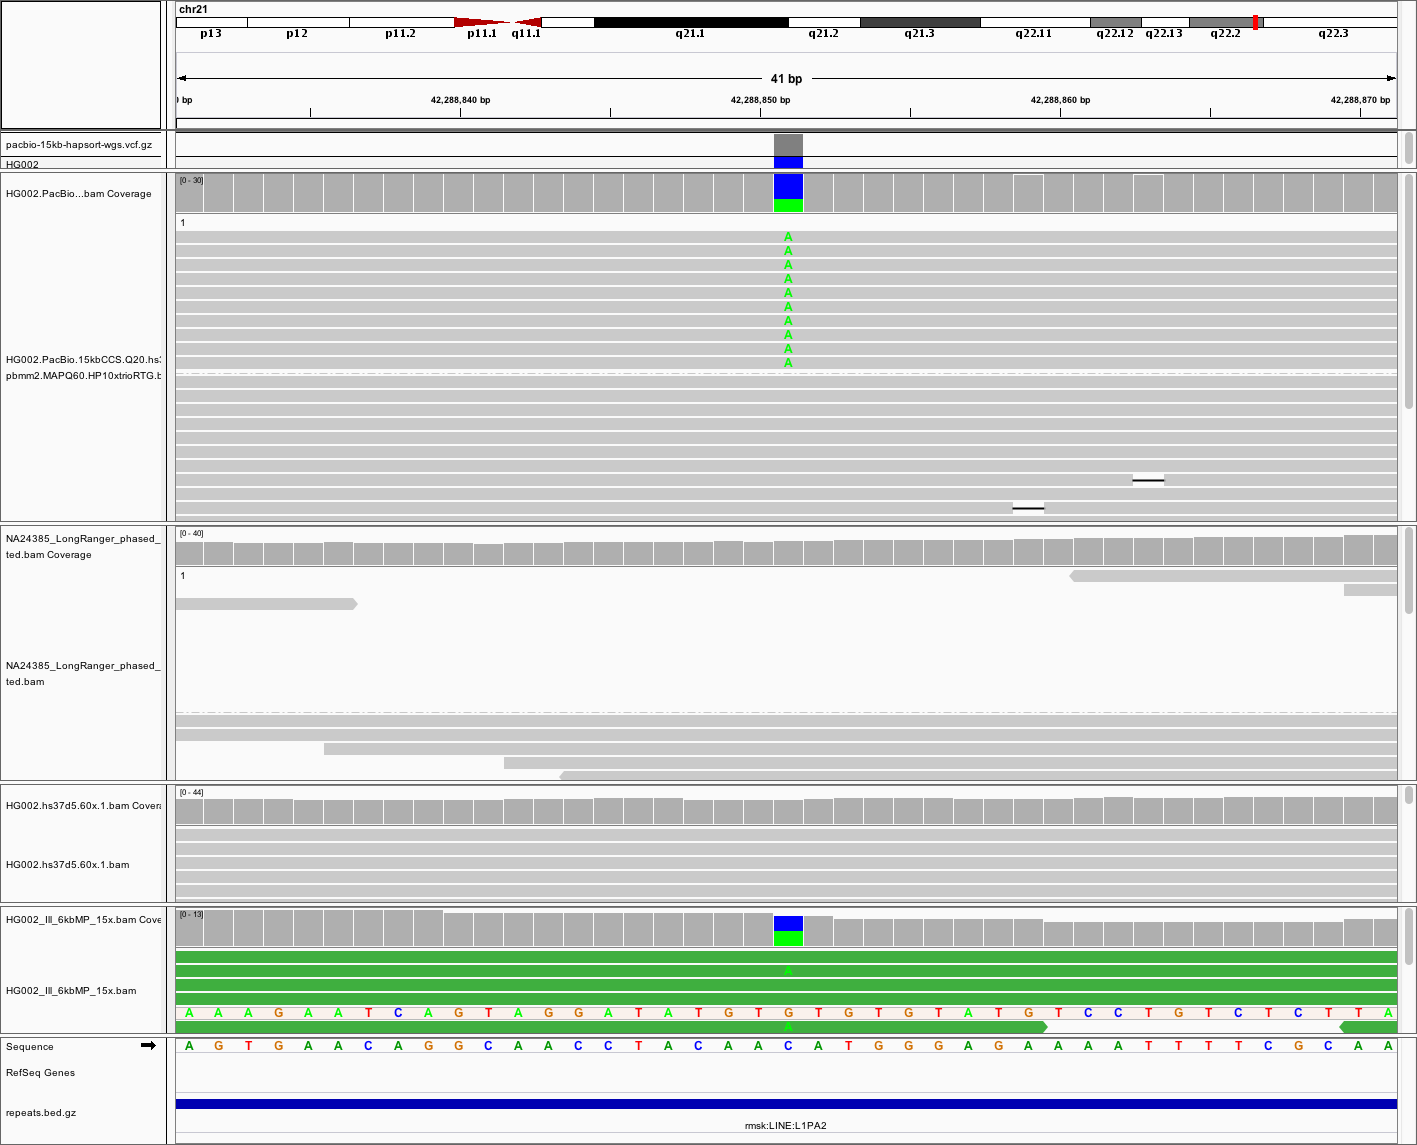 chr21
p13 p12 p11.2 p11.1 q11.1 q21.1 q21.2 q21.3 q22.11 q22.12 q22.13 q22.2 q22.3
41 bp
bp 42,288,840 bp 42,288,850 bp 42,288,860 bp 42,288,870 bp
pacbio-15kb-hapsort-wgs.vcf.gz
HG002
HG002.PacBio...bam Coverage
[0 - 30]
1
A
A
A
A
A
A
A
A
A
A
HG002.PacBio.15kbCCS.Q20.hs
pbmm2.MAPQ60.HP10xtrioRTG.b
NA24385_LongRanger_phased_
ted.bam Coverage
[0 - 40]
1
NA24385_LongRanger_phased_
ted.bam
HG002.hs37d5.60x.1.bam Covera
[0 - 44]
HG002.hs37d5.60x.1.bam
HG002_Ill_6kbMP_15x.bam Cove
[0 - 13]
A
HG002_Ill_6kbMP_15x.bam
A A A G A A T C A G T A G G A T A T G T G T G T G T A T G T C C T G T C T C T T A
A
Sequence
A G T G A A C A G G C A A C C T A C A A C A T G G G A G A A A A T T T T C G C A A
RefSeq Genes
repeats.bed.gz
rmsk:LINE:L1PA2